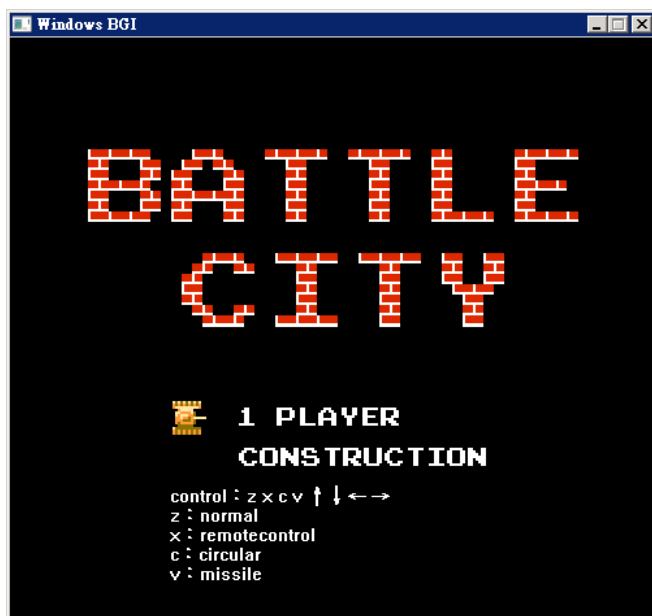 Windows BGI
BATTLE
CITY
1 PLAYER
CONSTRUCTION
control：z x c v ↑ ↓ ← →
z：normal
x：remotecontrol
c：circular
v：missile